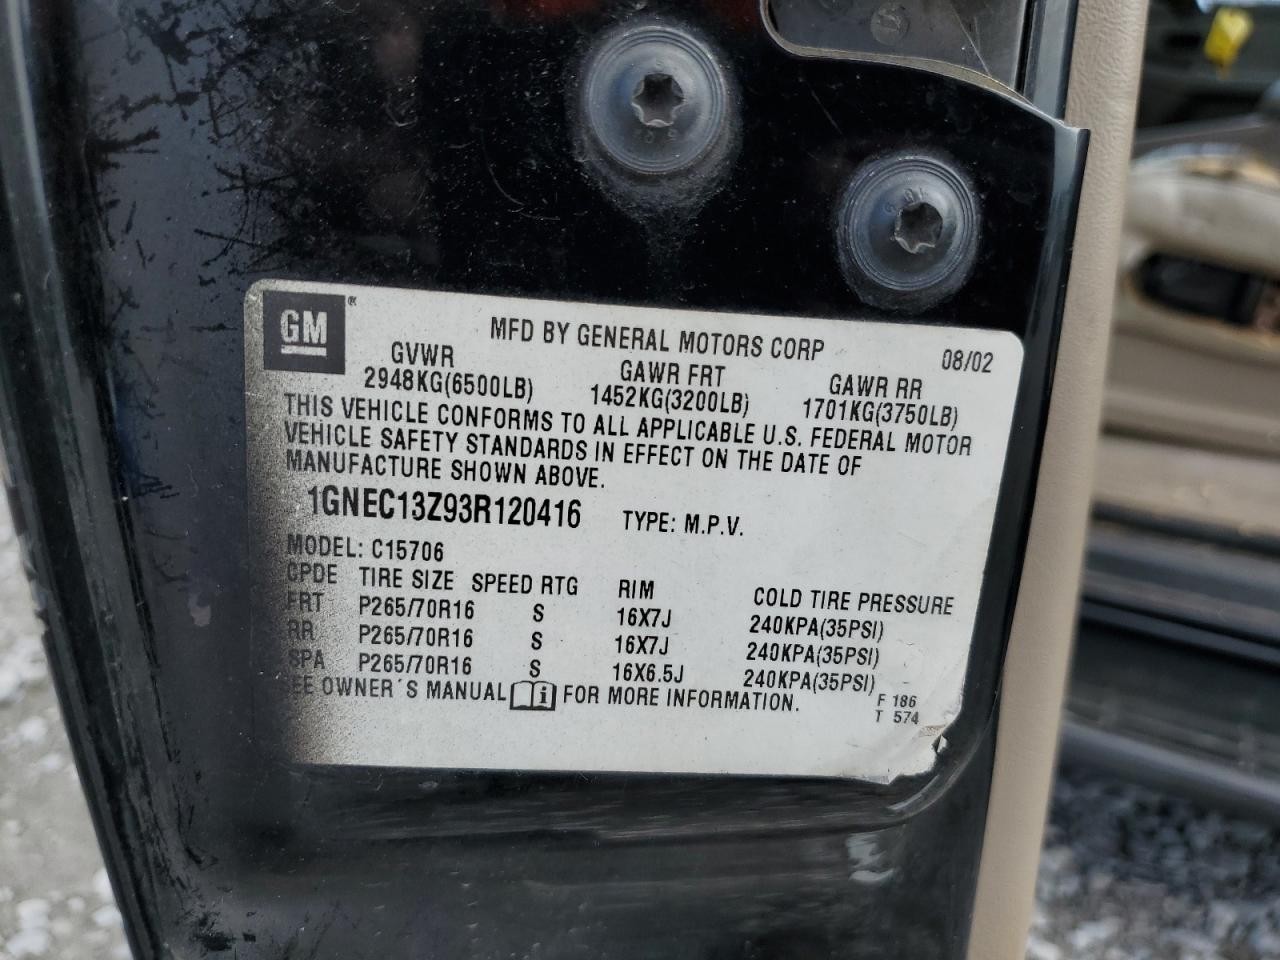 GM ®
MFD BY GENERAL MOTORS CORP 08/02
GVWR GAWR FRT GAWR RR
2948KG(6500LB) 1452KG(3200LB) 1701KG(3750LB)
THIS VEHICLE CONFORMS TO ALL APPLICABLE U.S. FEDERAL MOTOR
VEHICLE SAFETY STANDARDS IN EFFECT ON THE DATE OF
MANUFACTURE SHOWN ABOVE.
1GNEC13Z93R120416 TYPE: M.P.V.
MODEL: C15706
CPDE TIRE SIZE SPEED RTG RIM COLD TIRE PRESSURE
FRT P265/70R16 S 16X7J 240KPA(35PSI)
RR P265/70R16 S 16X7J 240KPA(35PSI)
SPA P265/70R16 S 16X6.5J 240KPA(35PSI)
SEE OWNER´S MANUAL i FOR MORE INFORMATION.
F 186
T 574